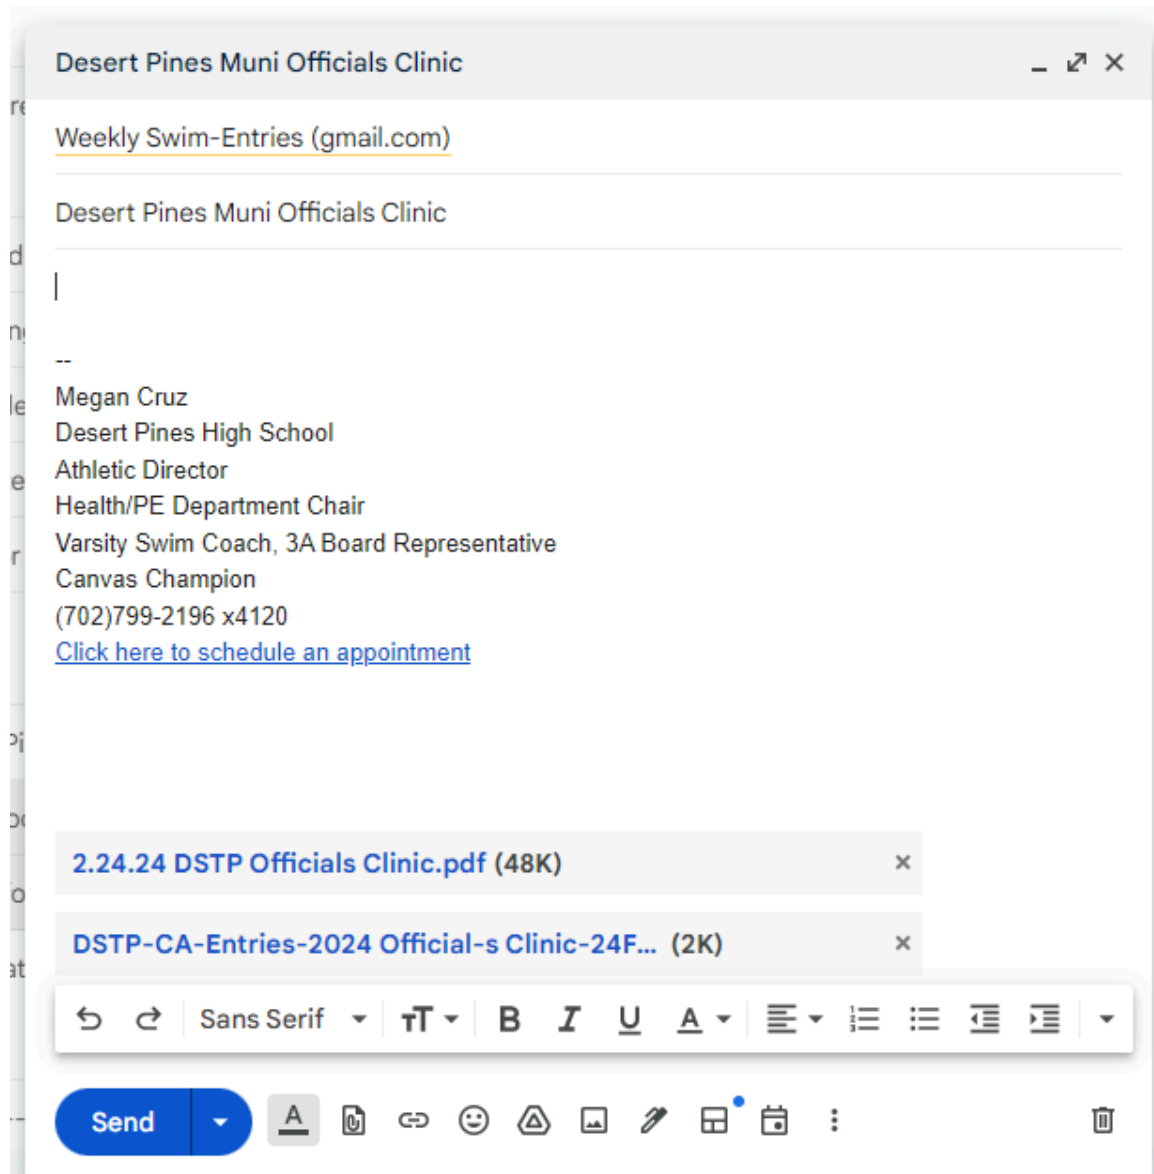 Desert Pines Muni Officials Clinic
Weekly Swim-Entries (gmail.com)
Desert Pines Muni Officials Clinic
--
Megan Cruz
Desert Pines High School
Athletic Director
Health/PE Department Chair
Varsity Swim Coach, 3A Board Representative
Canvas Champion
(702)799-2196 x4120
Click here to schedule an appointment
2.24.24 DSTP Officials Clinic.pdf (48K)
DSTP-CA-Entries-2024 Official-s Clinic-24F... (2K)
Sans Serif
Send